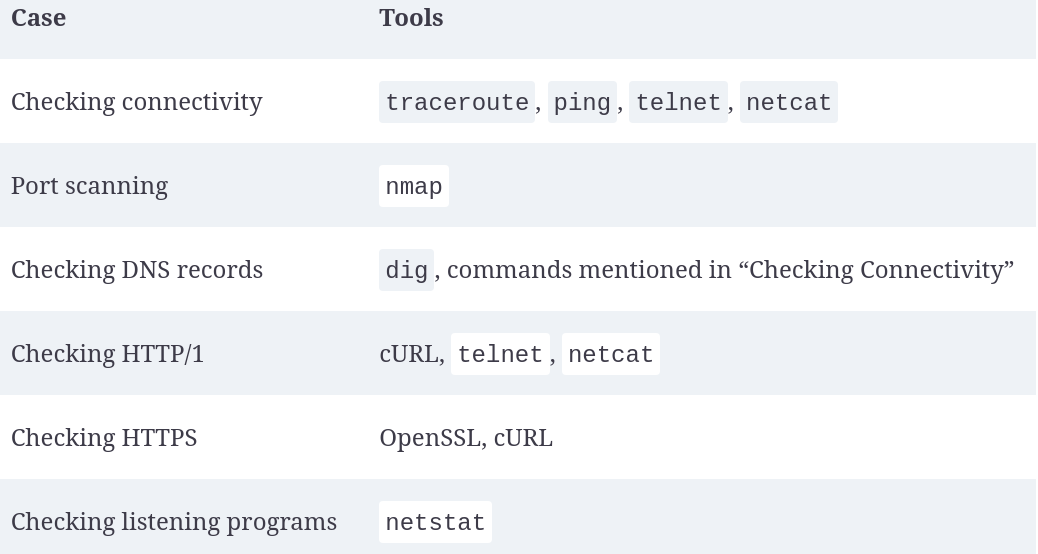 Case Tools
Checking connectivity traceroute, ping, telnet, netcat
Port scanning nmap
Checking DNS records dig, commands mentioned in “Checking Connectivity”
Checking HTTP/1 cURL, telnet, netcat
Checking HTTPS OpenSSL, cURL
Checking listening programs netstat